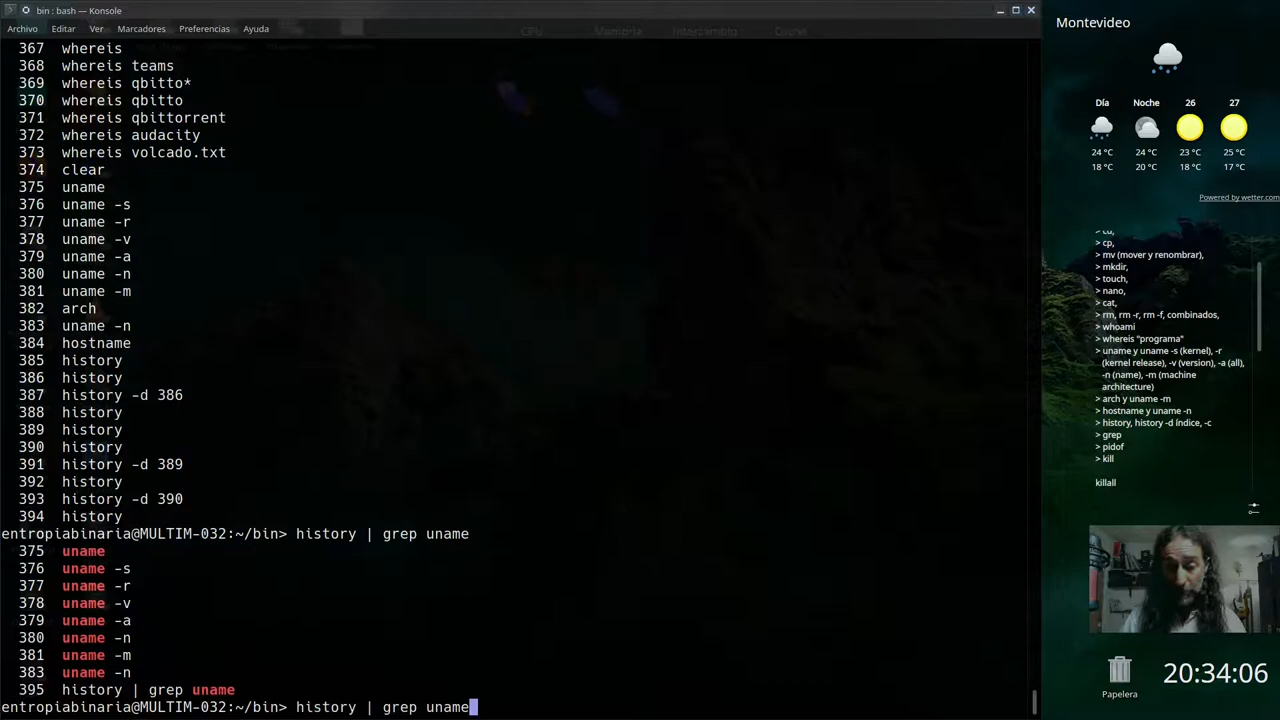 bin : bash — Konsole
Archivo Editar Ver Marcadores Preferencias Ayuda
367 whereis
368 whereis teams
369 whereis qbitto*
370 whereis qbitto
371 whereis qbittorrent
372 whereis audacity
373 whereis volcado.txt
374 clear
375 uname
376 uname -s
377 uname -r
378 uname -v
379 uname -a
380 uname -n
381 uname -m
382 arch
383 uname -n
384 hostname
385 history
386 history
387 history -d 386
388 history
389 history
390 history
391 history -d 389
392 history
393 history -d 390
394 history
entropiabinaria@MULTIM-032:~/bin> history | grep uname
375 uname
376 uname -s
377 uname -r
378 uname -v
379 uname -a
380 uname -n
381 uname -m
383 uname -n
395 history | grep uname
entropiabinaria@MULTIM-032:~/bin> history | grep uname
Montevideo
Día Noche 26 27
24 °C 24 °C 23 °C 25 °C
18 °C 20 °C 18 °C 17 °C
Powered by wetter.com
> cd,
> cp,
> mv (mover y renombrar),
> mkdir,
> touch,
> nano,
> cat,
> rm, rm -r, rm -f, combinados,
> whoami
> whereis "programa"
> uname y uname -s (kernel), -r
(kernel release), -v (version), -a (all),
-n (name), -m (machine
architecture)
> arch y uname -m
> hostname y uname -n
> history, history -d índice, -c
> grep
> pidof
> kill
killall
Papelera
20:34:06